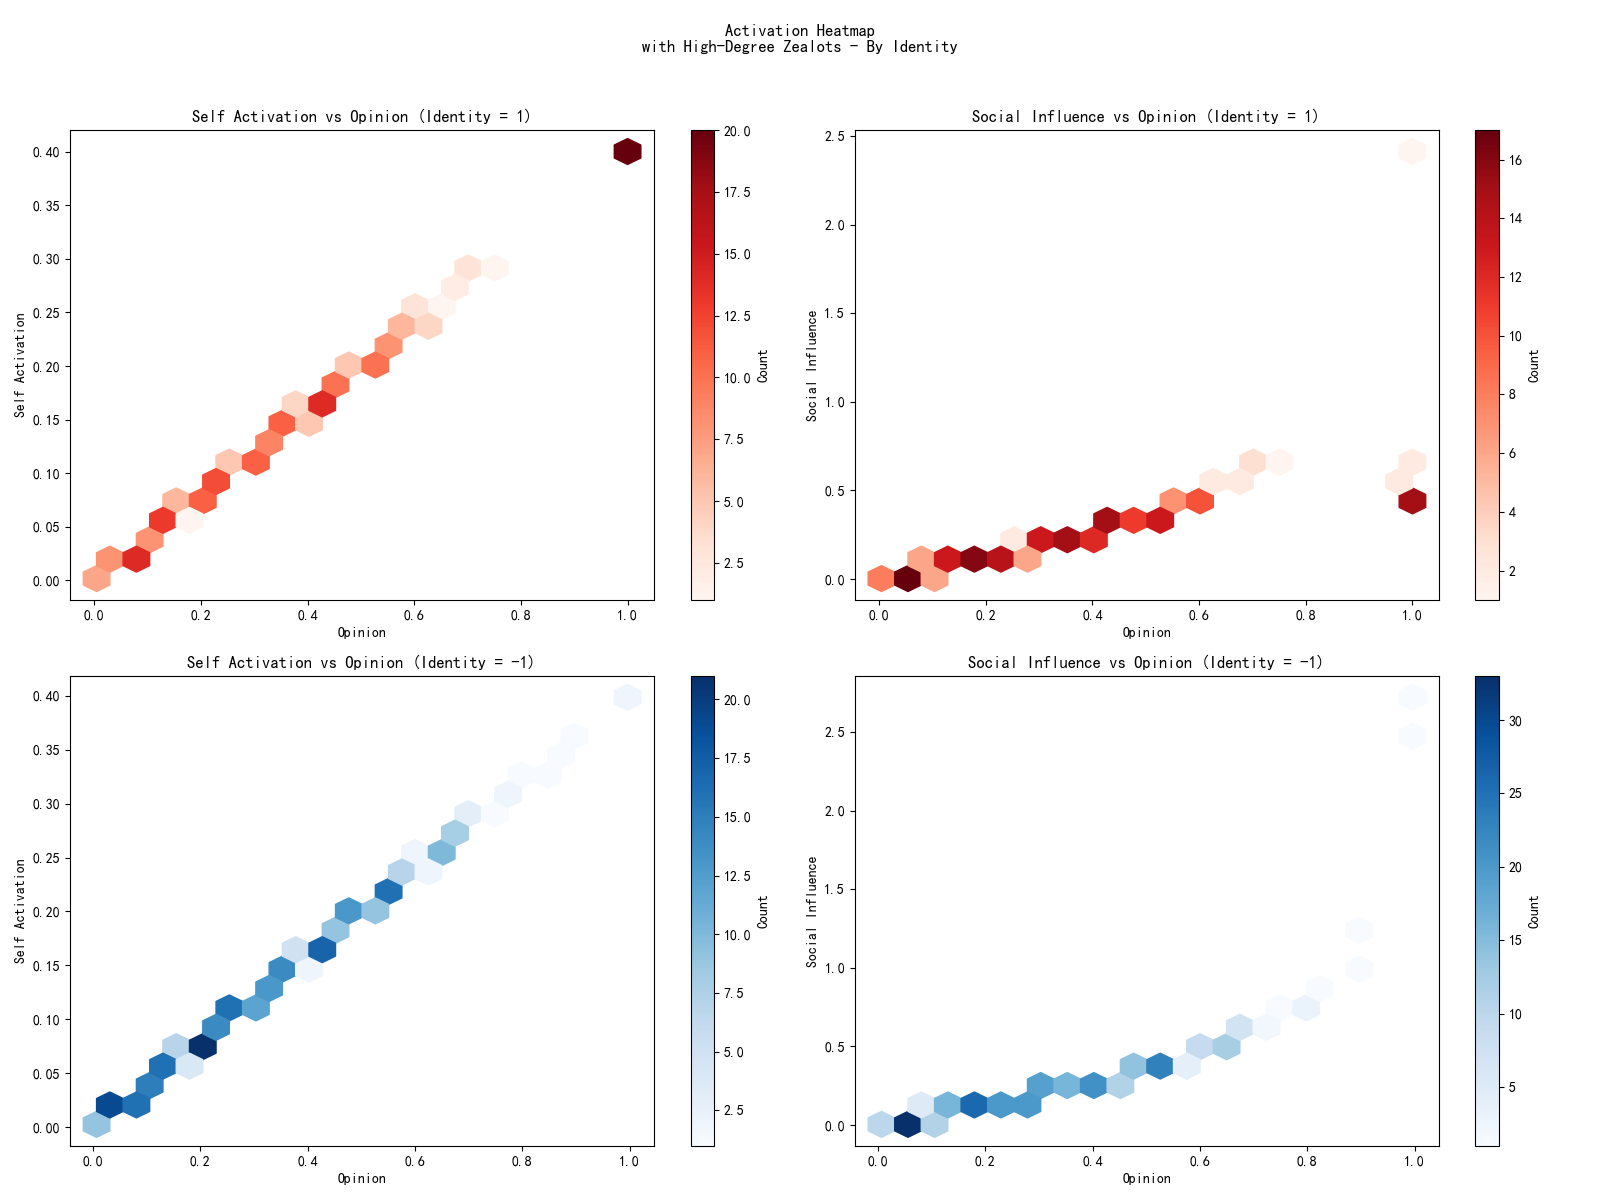 Activation Heatmap
with High-Degree Zealots - By Identity
Self Activation vs Opinion (Identity = 1)
0.40
0.35
0.30
0.25
0.20
0.15
0.10
0.05
0.00
Self Activation
0.0 0.2 0.4 0.6 0.8 1.0
Opinion
20.0
17.5
15.0
12.5
10.0
7.5
5.0
2.5
Count
Social Influence vs Opinion (Identity = 1)
2.5
2.0
1.5
1.0
0.5
0.0
Social Influence
0.0 0.2 0.4 0.6 0.8 1.0
Opinion
16
14
12
10
8
6
4
2
Count
Self Activation vs Opinion (Identity = -1)
0.40
0.35
0.30
0.25
0.20
0.15
0.10
0.05
0.00
Self Activation
0.0 0.2 0.4 0.6 0.8 1.0
Opinion
20.0
17.5
15.0
12.5
10.0
7.5
5.0
2.5
Count
Social Influence vs Opinion (Identity = -1)
2.5
2.0
1.5
1.0
0.5
0.0
Social Influence
0.0 0.2 0.4 0.6 0.8 1.0
Opinion
30
25
20
15
10
5
Count